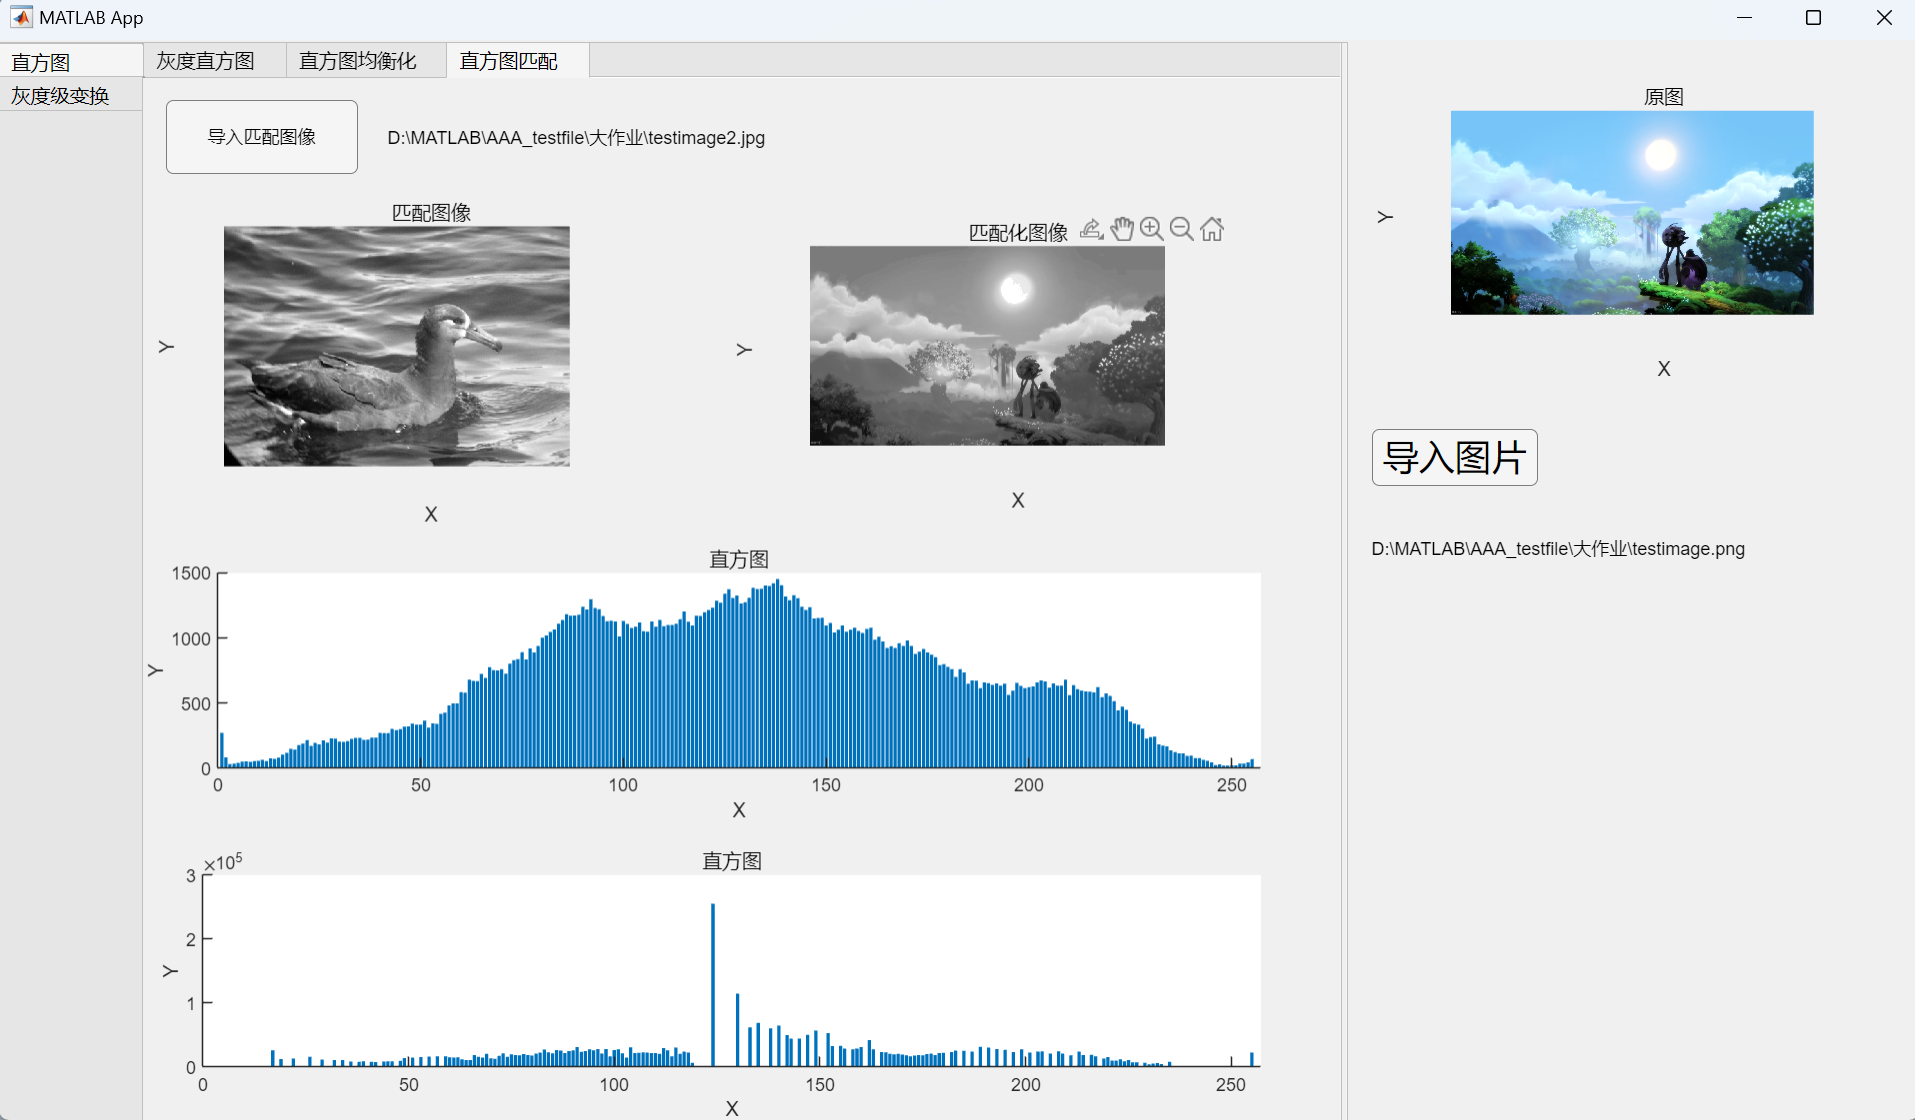 MATLAB App
直方图
灰度级变换
灰度直方图
直方图均衡化
直方图匹配
导入匹配图像
D:\MATLAB\AAA_testfile\大作业\testimage2.jpg
匹配图像
Y
X
匹配化图像
Y
X
直方图
1500
1000
500
0
Y
0 50 100 150 200 250
X
直方图
×10^5
3
2
1
0
Y
0 50 100 150 200 250
X
原图
Y
X
导入图片
D:\MATLAB\AAA_testfile\大作业\testimage.png